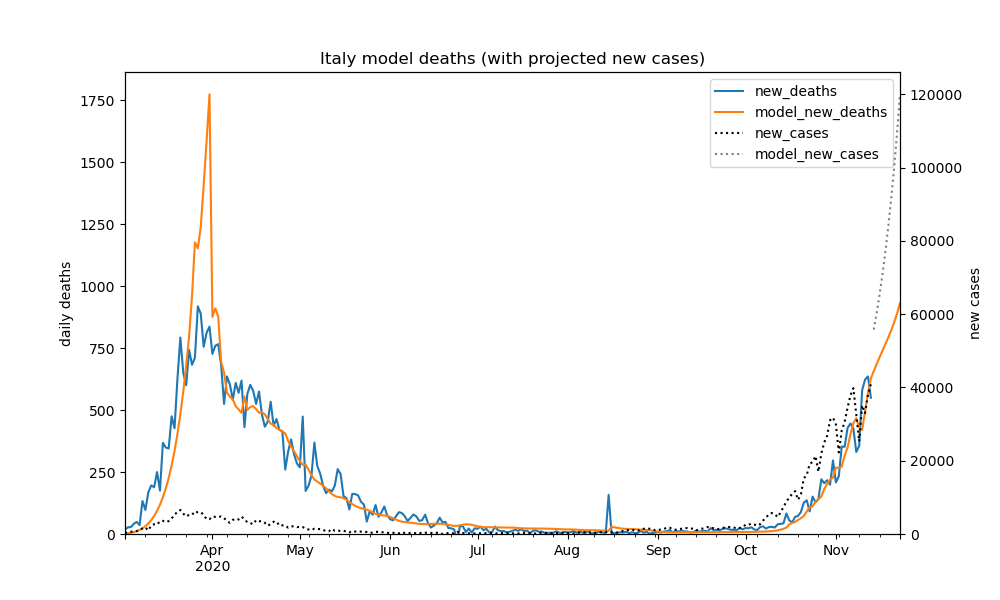 Italy model deaths (with projected new cases)
new_deaths
model_new_deaths
new_cases
model_new_cases
daily deaths
1750
1500
1250
1000
750
500
250
0
120000
100000
80000
60000
40000
20000
0
new cases
Apr
2020
May
Jun
Jul
Aug
Sep
Oct
Nov